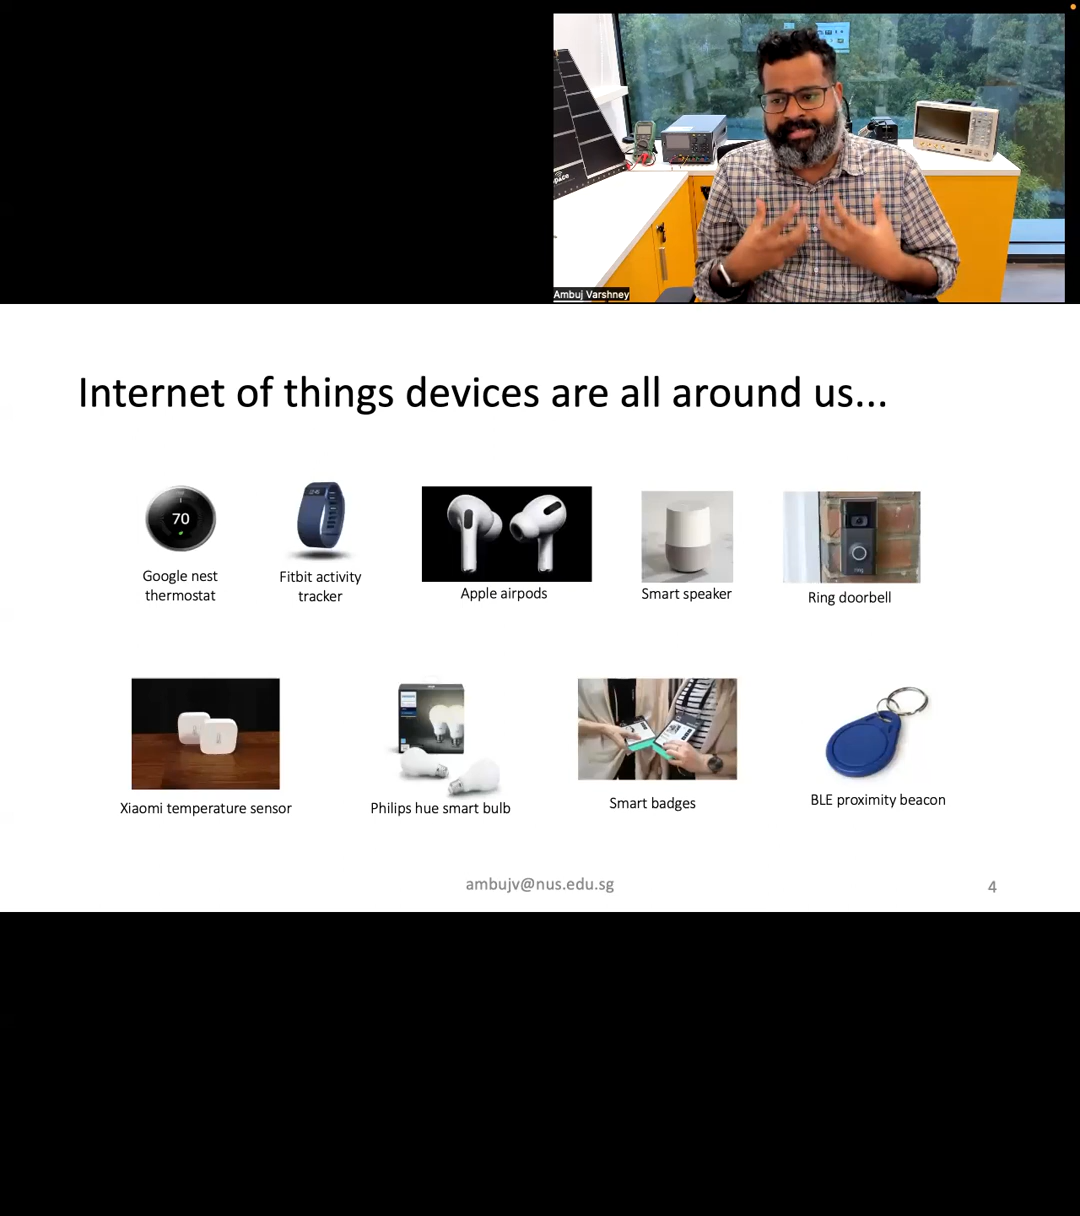 Ambuj Varshney
Internet of things devices are all around us...
70
Google nest
thermostat
Fitbit activity
tracker
Apple airpods
Smart speaker
ring
Ring doorbell
Xiaomi temperature sensor
Philips hue smart bulb
Smart badges
BLE proximity beacon
ambujv@nus.edu.sg
4